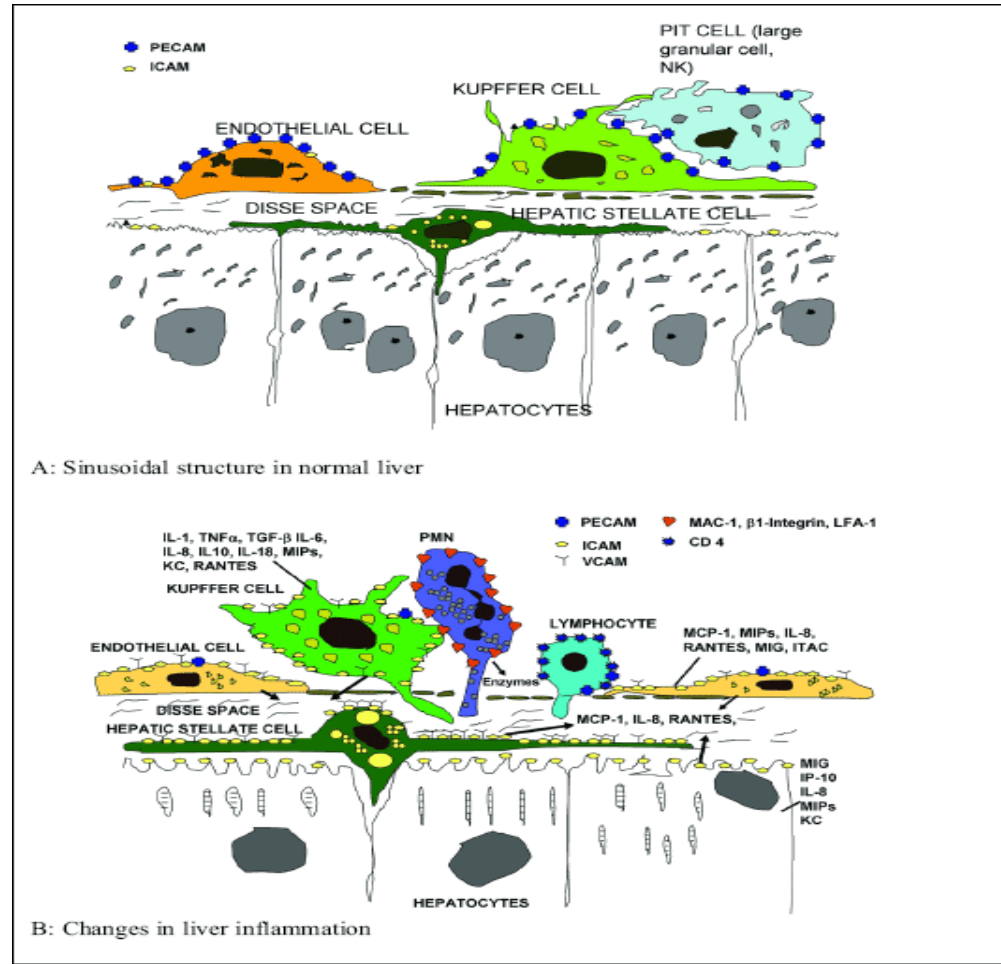 PECAM
ICAM
PIT CELL (large
granular cell,
NK)
KUPFFER CELL
ENDOTHELIAL CELL
DISSE SPACE
HEPATIC STELLATE CELL
HEPATOCYTES
A: Sinusoidal structure in normal liver
IL-1, TNFα, TGF-β IL-6,
IL-8, IL10, IL-18, MIPs,
KC, RANTES
KUPFFER CELL
PMN
PECAM
ICAM
VCAM
MAC-1, β1-Integrin, LFA-1
CD 4
LYMPHOCYTE
MCP-1, MIPs, IL-8,
RANTES, MIG, ITAC
ENDOTHELIAL CELL
Enzymes
DISSE SPACE
HEPATIC STELLATE CELL
MCP-1, IL-8, RANTES,
MIG
IP-10
IL-8
MIPs
KC
HEPATOCYTES
B: Changes in liver inflammation